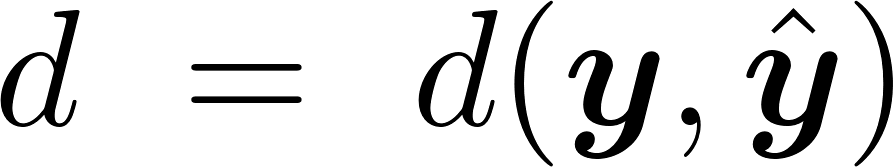 d = d(𝒚, 𝒚̂)